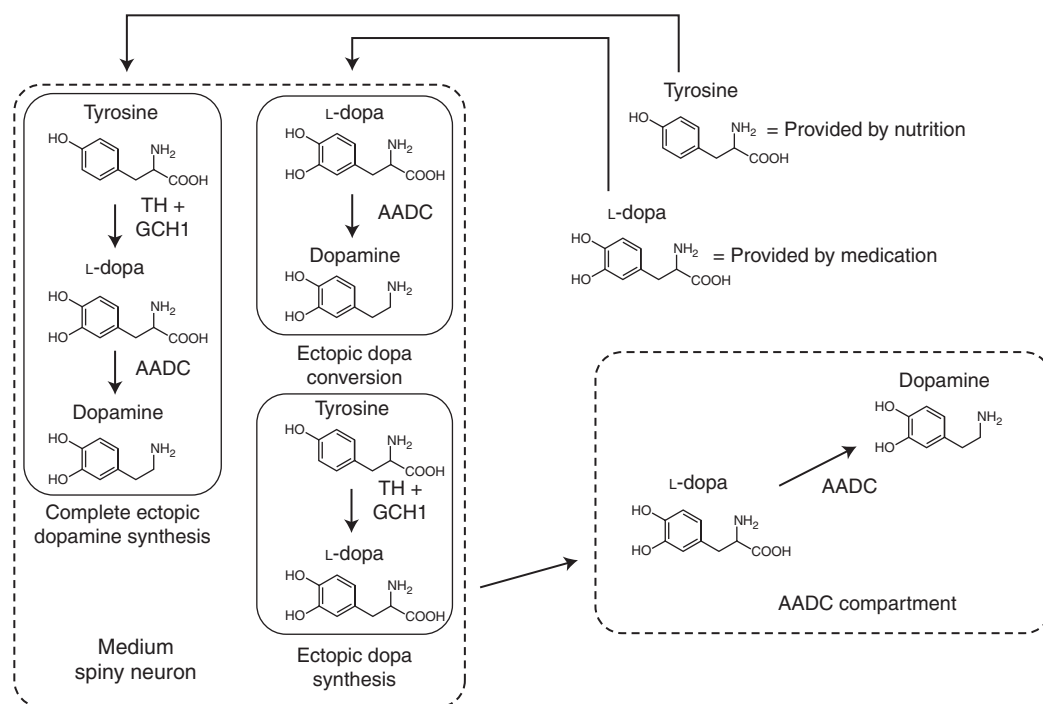 Tyrosine
HO
NH2
COOH
TH +
GCH1
L-dopa
HO
HO
NH2
COOH
AADC
Dopamine
HO
HO
NH2
Complete ectopic
dopamine synthesis
L-dopa
HO
HO
NH2
COOH
AADC
Dopamine
HO
HO
NH2
Ectopic dopa
conversion
Tyrosine
HO
NH2
COOH
TH +
GCH1
L-dopa
HO
HO
NH2
COOH
Ectopic dopa
synthesis
Medium
spiny neuron
Tyrosine
HO
NH2 = Provided by nutrition
COOH
L-dopa
HO
HO
NH2 = Provided by medication
COOH
Dopamine
HO
HO
NH2
AADC
L-dopa
HO
HO
NH2
COOH
AADC compartment